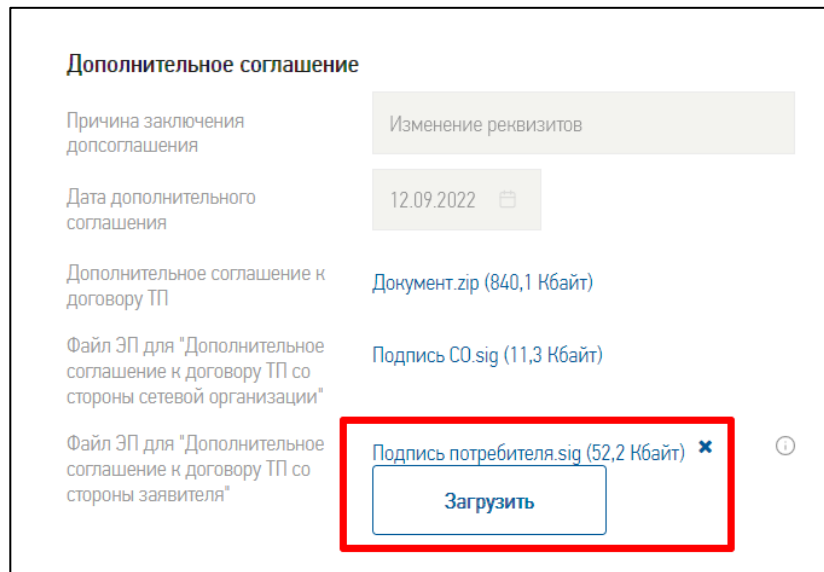 Дополнительное соглашение
Причина заключения
допсоглашения
Изменение реквизитов
Дата дополнительного
соглашения
12.09.2022
Дополнительное соглашение к
договору ТП
Документ.zip (840,1 Кбайт)
Файл ЭП для "Дополнительное
соглашение к договору ТП со
стороны сетевой организации"
Подпись СО.sig (11,3 Кбайт)
Файл ЭП для "Дополнительное
соглашение к договору ТП со
стороны заявителя"
Подпись потребителя.sig (52,2 Кбайт)
Загрузить